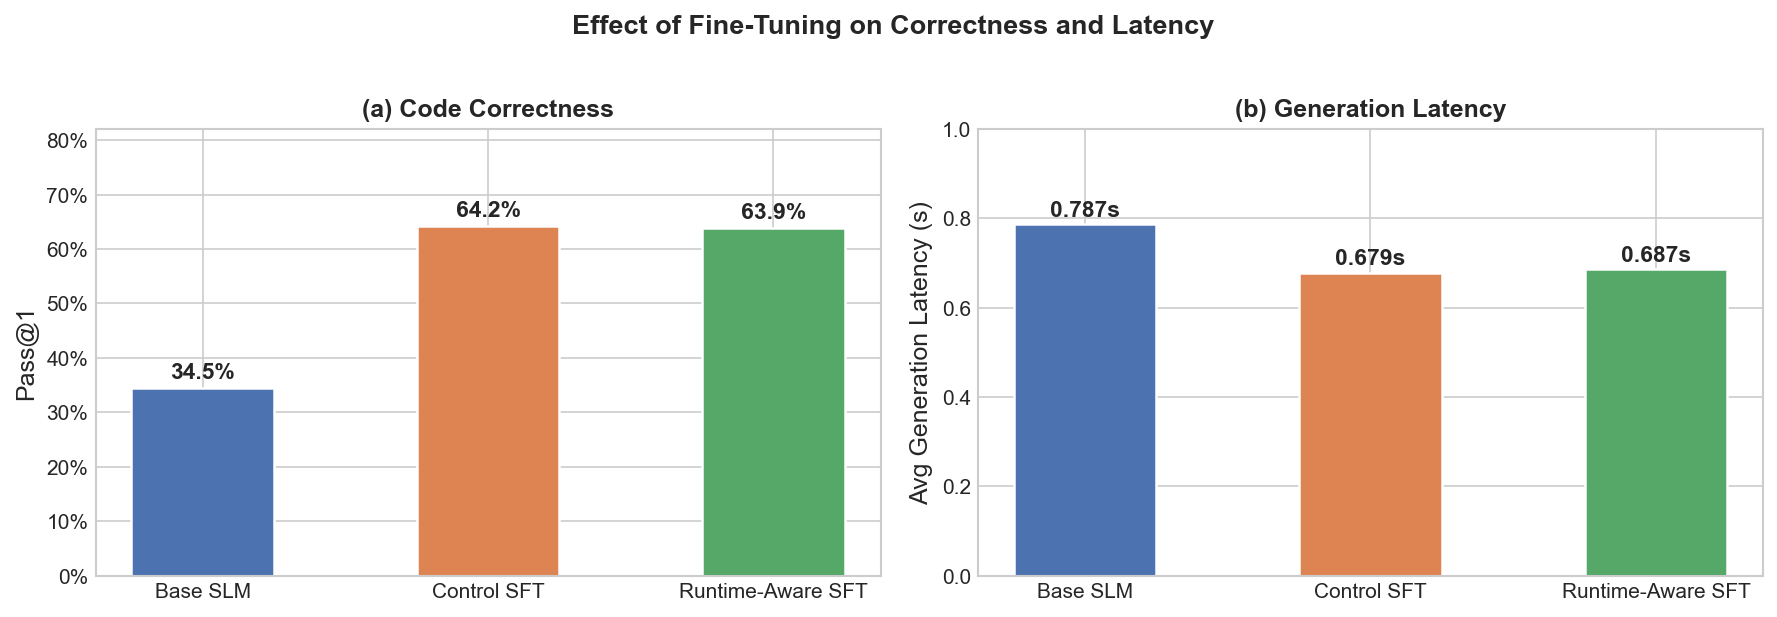 Effect of Fine-Tuning on Correctness and Latency
(a) Code Correctness
Pass@1
80%
70%
60%
50%
40%
30%
20%
10%
0%
34.5%
64.2%
63.9%
Base SLM
Control SFT
Runtime-Aware SFT
(b) Generation Latency
Avg Generation Latency (s)
1.0
0.8
0.6
0.4
0.2
0.0
0.787s
0.679s
0.687s
Base SLM
Control SFT
Runtime-Aware SFT